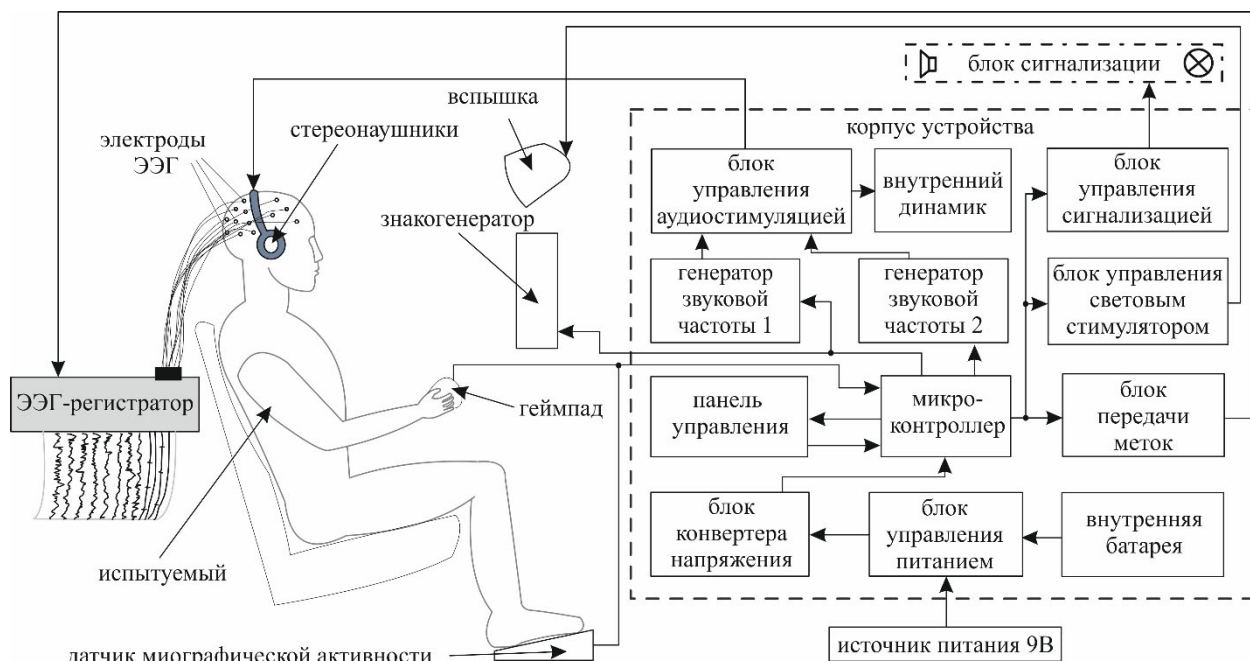 блок сигнализации
вспышка
корпус устройства
стереонаушники
электроды
ЭЭГ
блок
управления
аудиостимуляцией
внутренний
динамик
блок
управления
сигнализацией
знакогенератор
генератор
звуковой
частоты 1
генератор
звуковой
частоты 2
блок управления
световым
стимулятором
ЭЭГ-регистратор
геймпад
панель
управления
микро-
контроллер
блок
передачи
меток
блок
конвертера
напряжения
блок
управления
питанием
внутренняя
батарея
испытуемый
источник питания 9В
датчик миографической активности